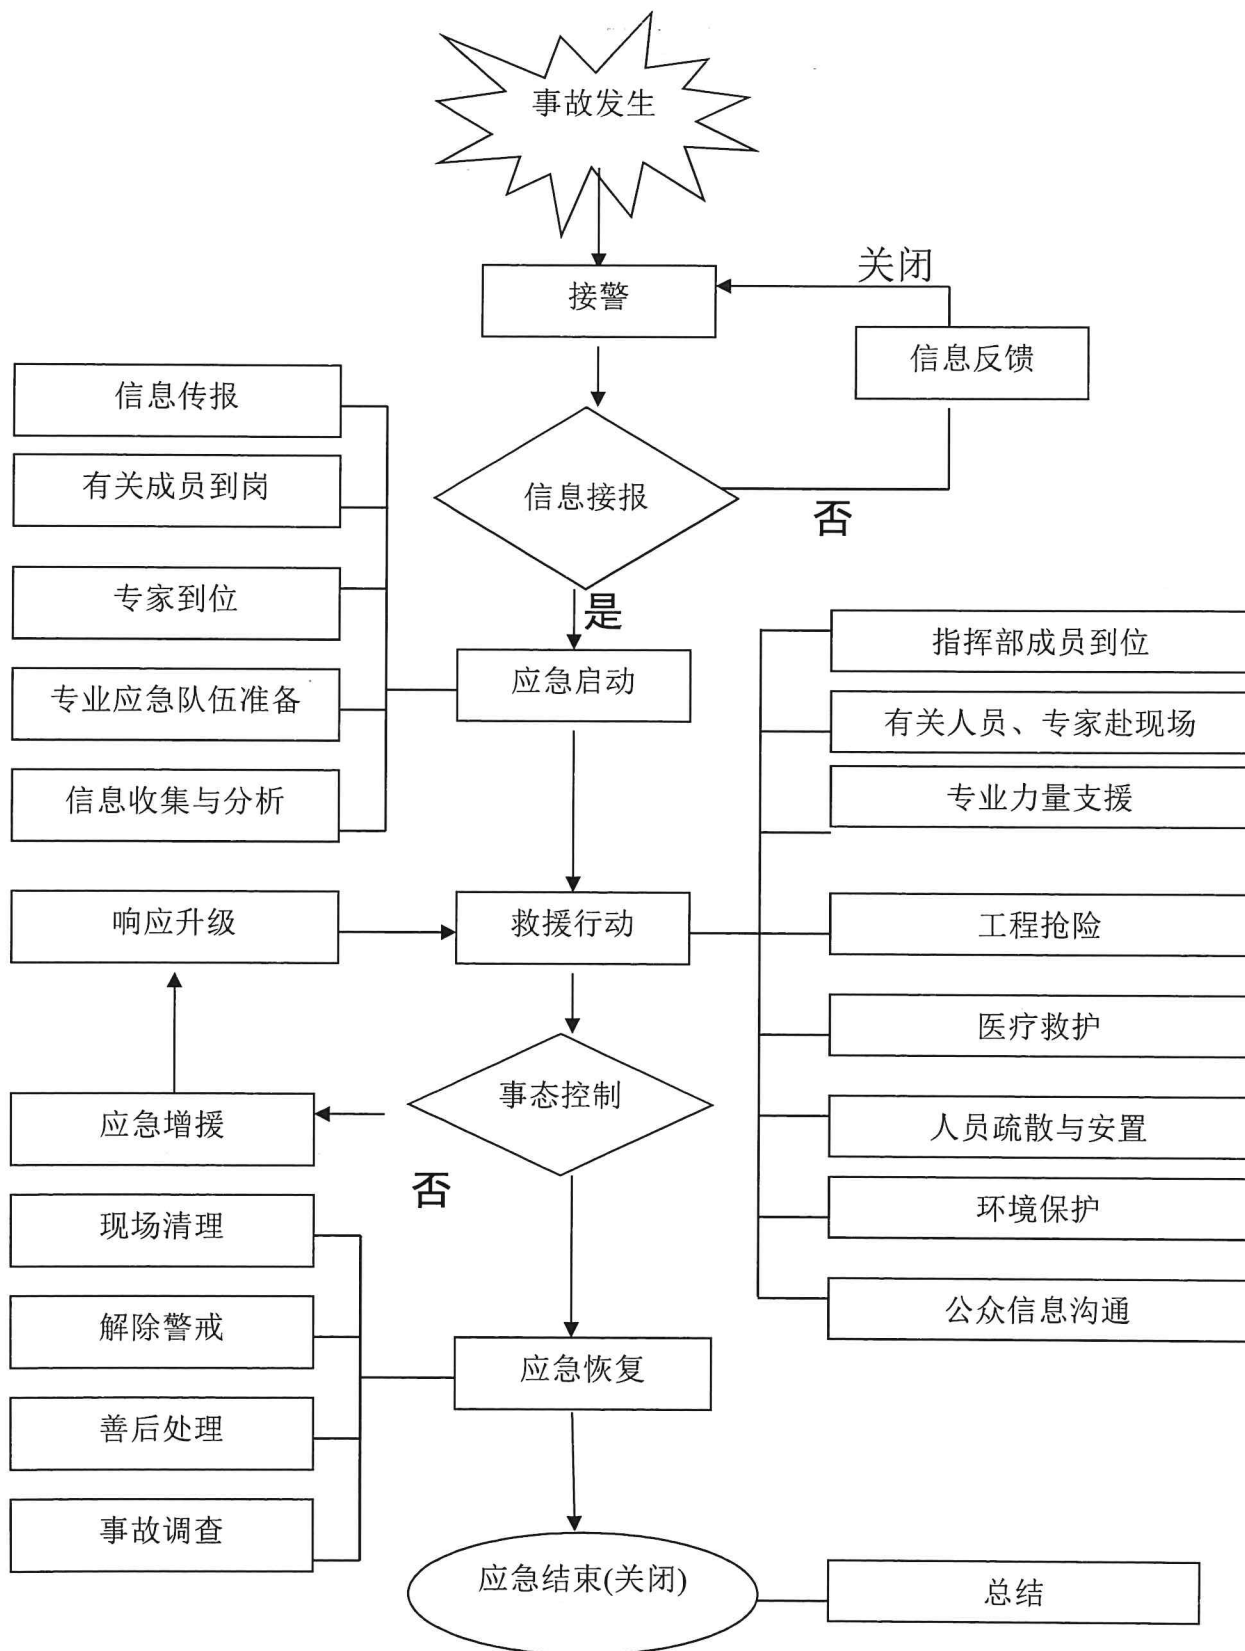 事故发生
接警
关闭
信息反馈
信息传报
有关成员到岗
信息接报
否
专家到位
是
应急启动
指挥部成员到位
专业应急队伍准备
有关人员、专家赴现场
信息收集与分析
专业力量支援
响应升级
救援行动
工程抢险
医疗救护
事态控制
应急增援
人员疏散与安置
否
现场清理
环境保护
解除警戒
公众信息沟通
应急恢复
善后处理
事故调查
应急结束(关闭)
总结